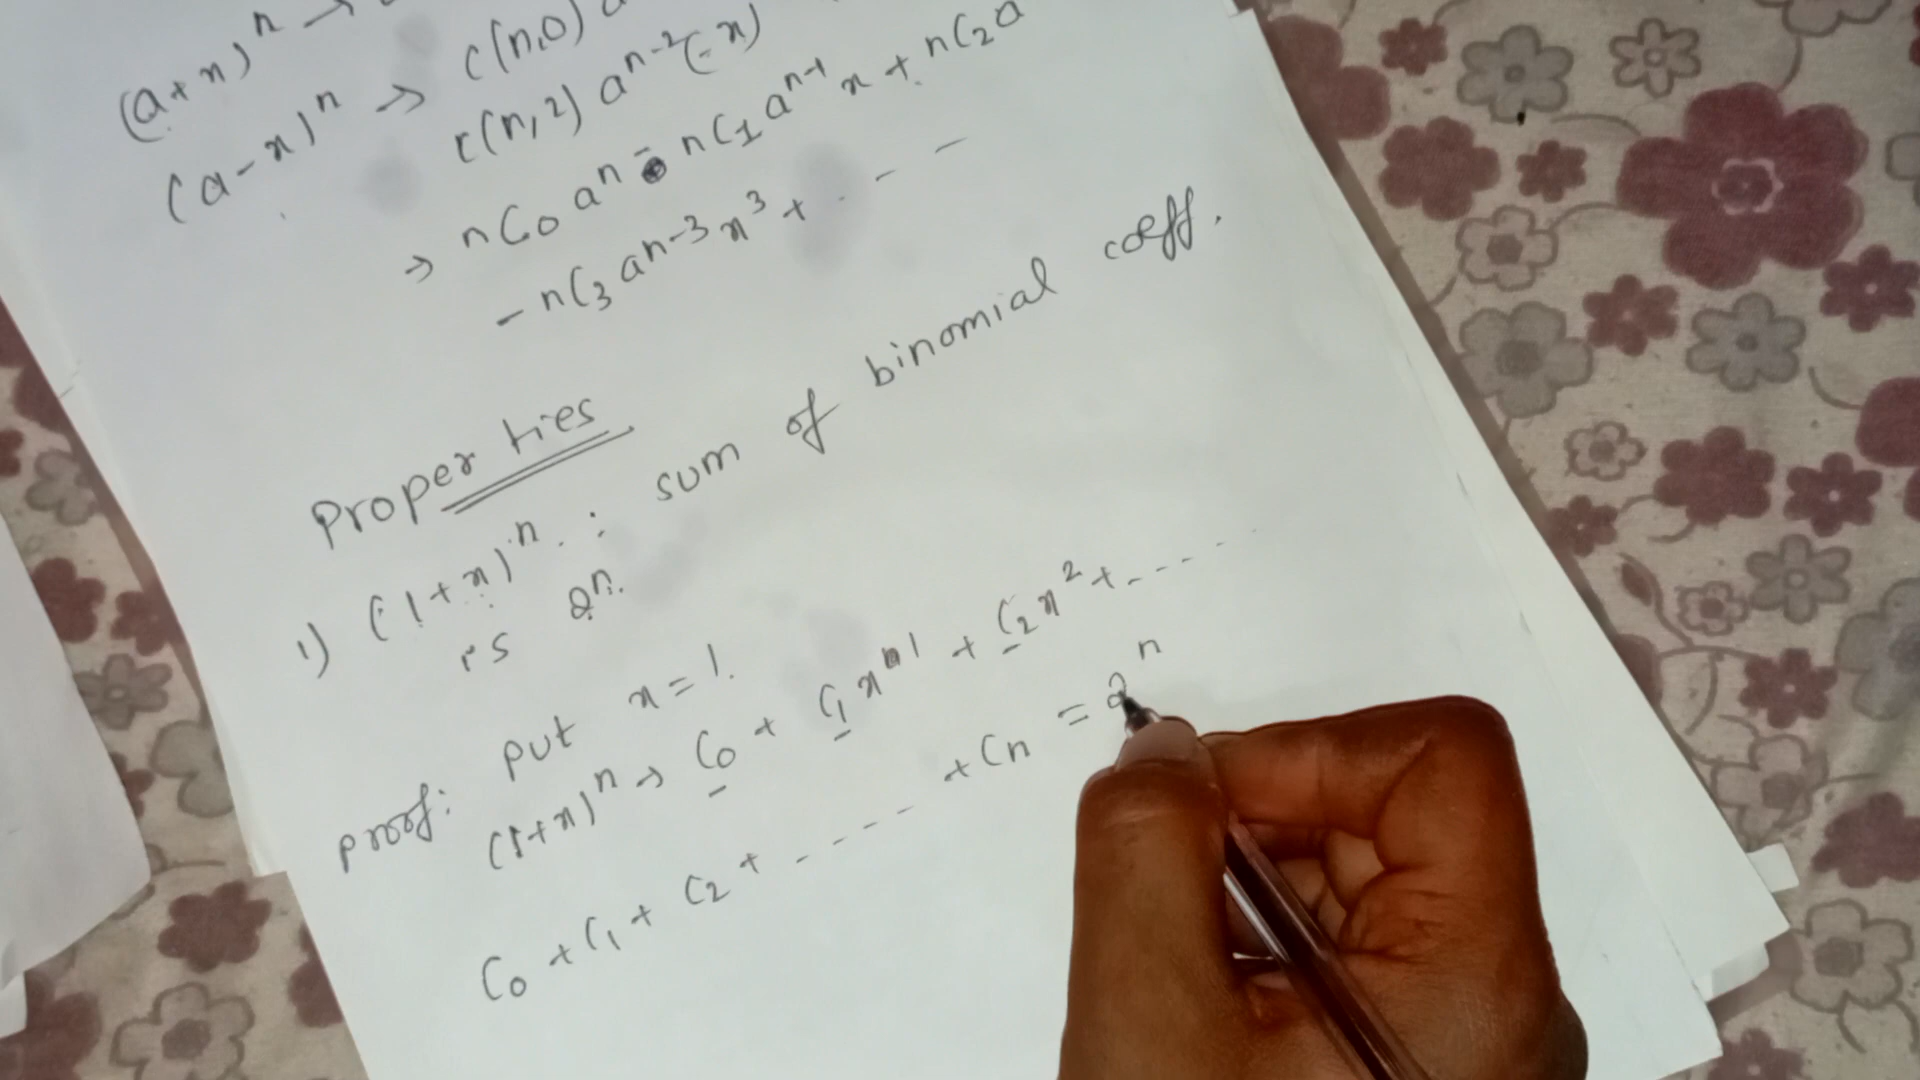 (a+x)^n →
(a-x)^n → C(n,0)
C(n,2) a^n-2 (-x)
→ nC0 a^n - nC1 a^n-1 x + nC2 a
- nC3 a^n-3 x^3 + - - -
Properties
1) (1+x)^n : sum of binomial coeff.
is 2^n.
proof: put x=1.
(1+x)^n → C0 + C1 x^1 + C2 x^2 + - - - -
C0 + C1 + C2 + - - - - + Cn = 2^n